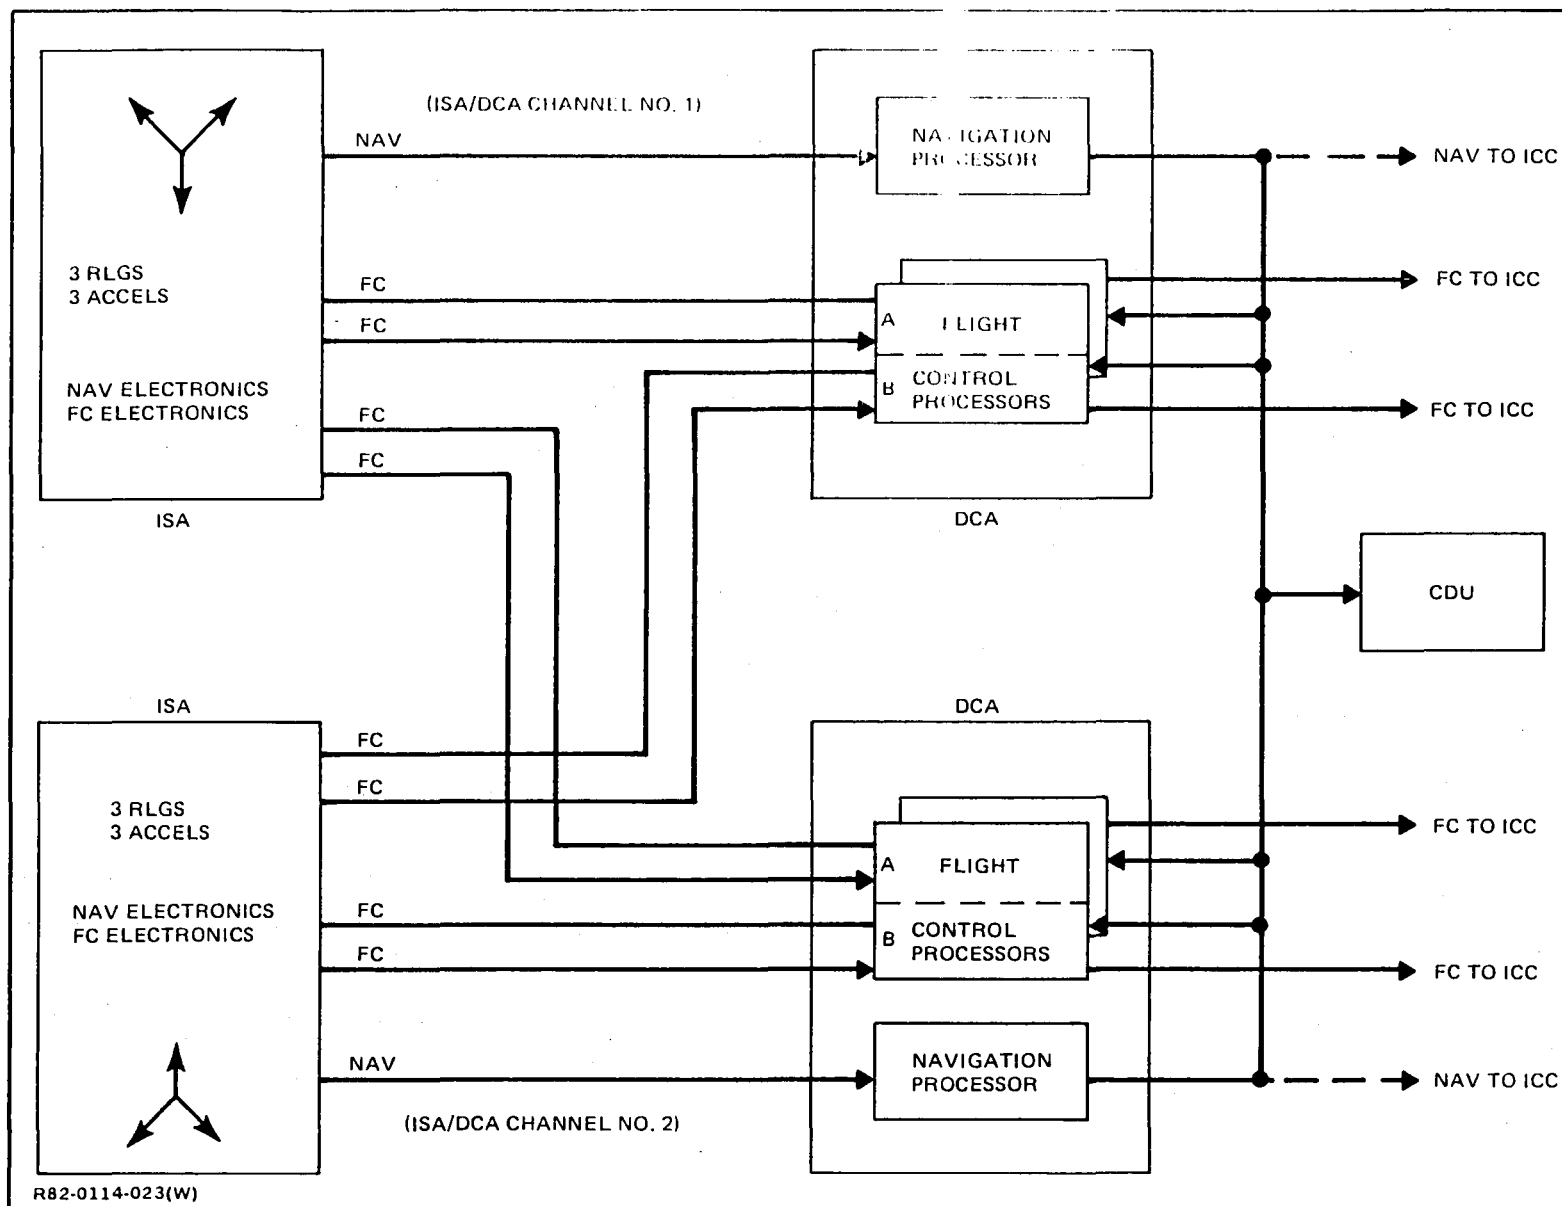 (ISA/DCA CHANNEL NO. 1)
NAV
NAVIGATION
PROCESSOR
NAV TO ICC
3 RLGS
3 ACCELS
FC
FC TO ICC
FC
A
FLIGHT
NAV ELECTRONICS
FC ELECTRONICS
B
CONTROL
PROCESSORS
FC
FC TO ICC
FC
ISA
DCA
CDU
ISA
DCA
FC
FC
3 RLGS
3 ACCELS
FC TO ICC
A
FLIGHT
NAV ELECTRONICS
FC ELECTRONICS
FC
B
CONTROL
PROCESSORS
FC
FC TO ICC
NAV
NAVIGATION
PROCESSOR
NAV TO ICC
(ISA/DCA CHANNEL NO. 2)
R82-0114-023(W)